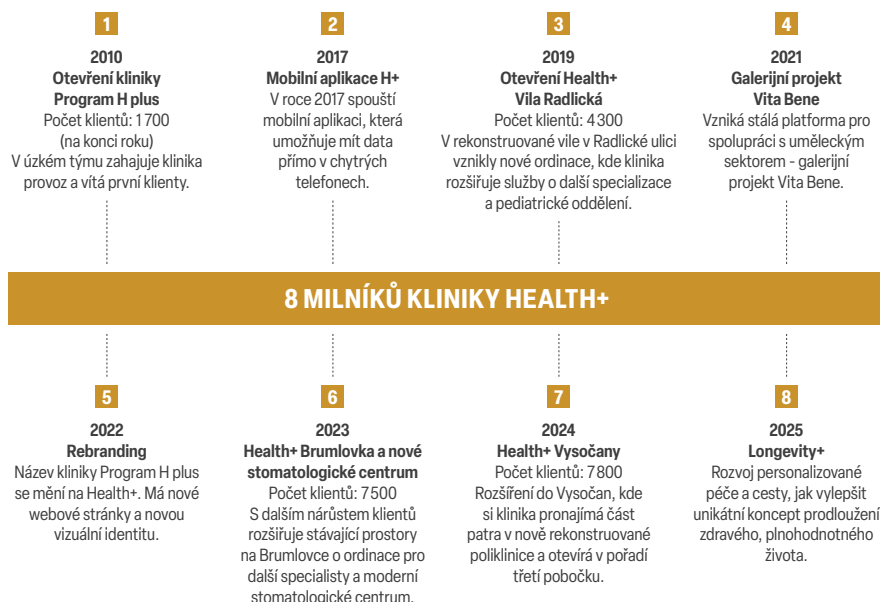 1
2010
Otevření kliniky
Program H plus
Počet klientů: 1 700
(na konci roku)
V úzkém týmu zahajuje klinika
provoz a vítá první klienty.
2
2017
Mobilní aplikace H+
V roce 2017 spouští
mobilní aplikaci, která
umožňuje mít data
přímo v chytrých
telefonech.
3
2019
Otevření Health+
Vila Radlická
Počet klientů: 4 300
V rekonstruované vile v Radlické ulici
vznikly nové ordinace, kde klinika
rozšiřuje služby o další specializace
a pediatrické oddělení.
4
2021
Galerijní projekt
Vita Bene
Vzniká stálá platforma pro
spolupráci s uměleckým
sektorem - galerijní
projekt Vita Bene.
8 MILNÍKŮ KLINIKY HEALTH+
5
2022
Rebranding
Název kliniky Program H plus
se mění na Health+. Má nové
webové stránky a novou
vizuální identitu.
6
2023
Health+ Brumlovka a nové
stomatologické centrum
Počet klientů: 7 500
S dalším nárůstem klientů
rozšiřuje stávající prostory
na Brumlovce o ordinace pro
další specialisty a moderní
stomatologické centrum.
7
2024
Health+ Vysočany
Počet klientů: 7 800
Rozšíření do Vysočan, kde
si klinika pronajímá část
patra v nově rekonstruované
poliklinice a otevírá v pořadí
třetí pobočku.
8
2025
Longevity+
Rozvoj personalizované
péče a cesty, jak vylepšit
unikátní koncept prodloužení
zdravého, plnohodnotného
života.